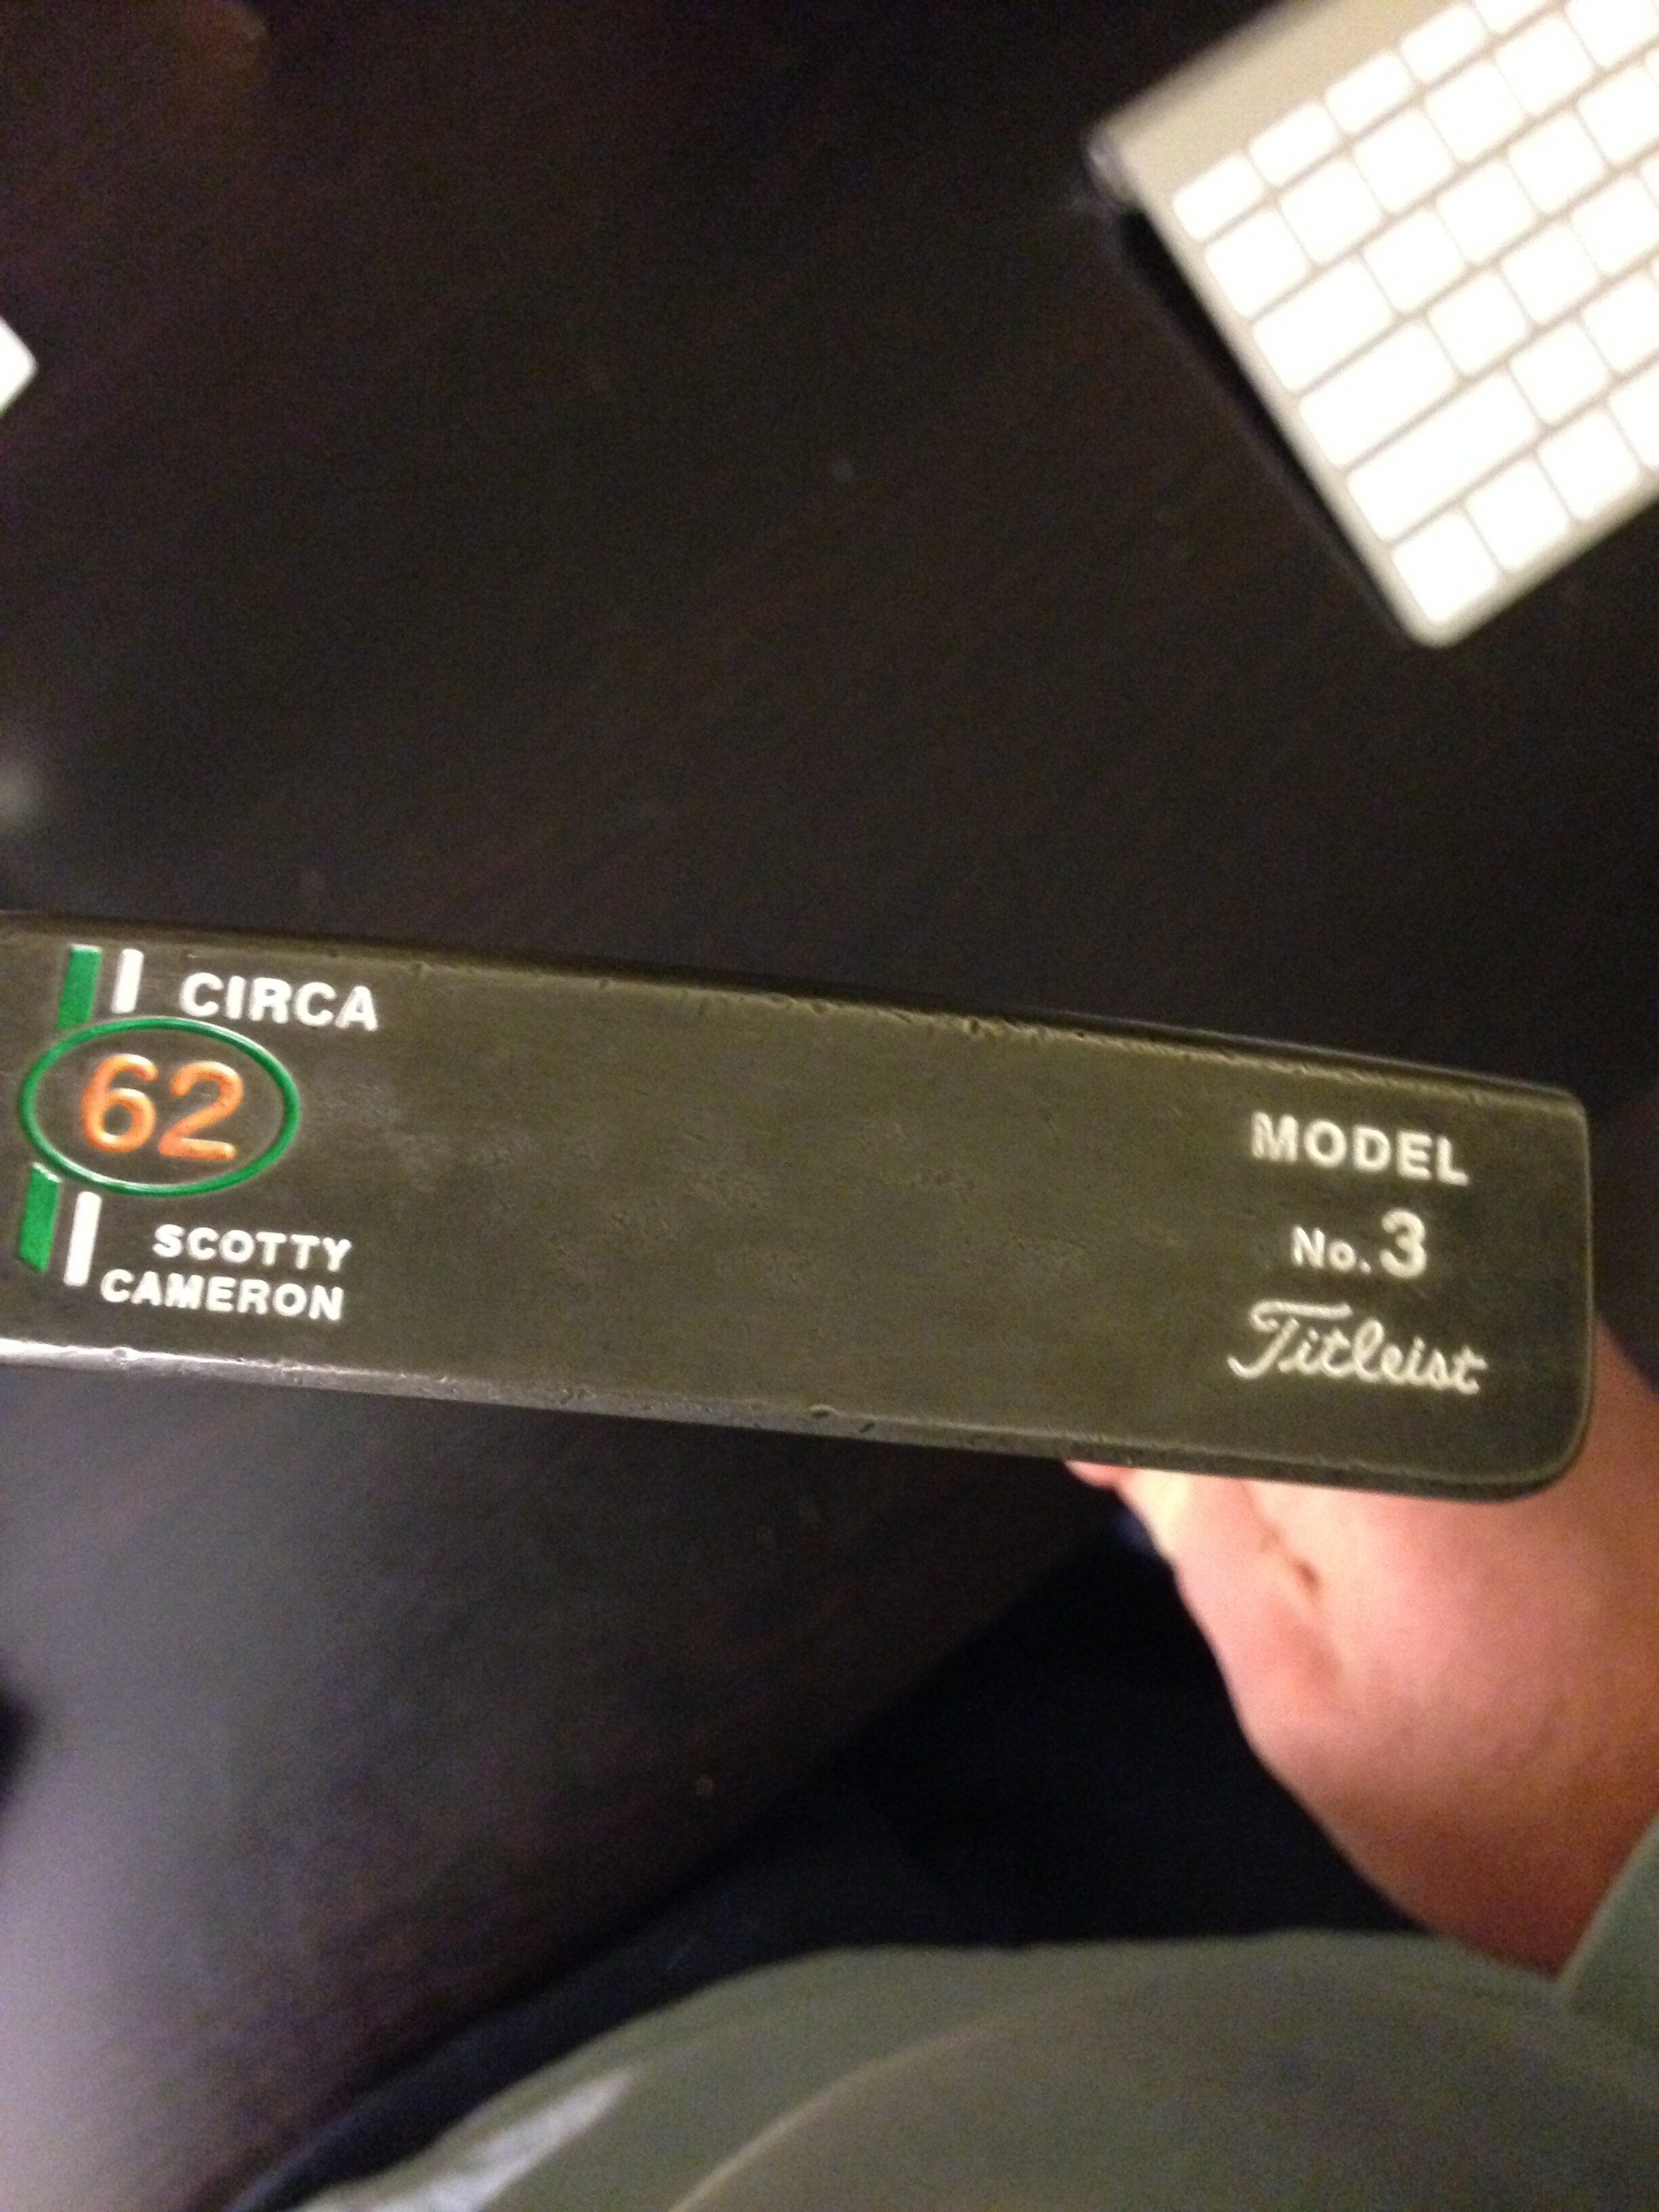 CIRCA
62
SCOTTY
CAMERON
MODEL
No. 3
Titleist